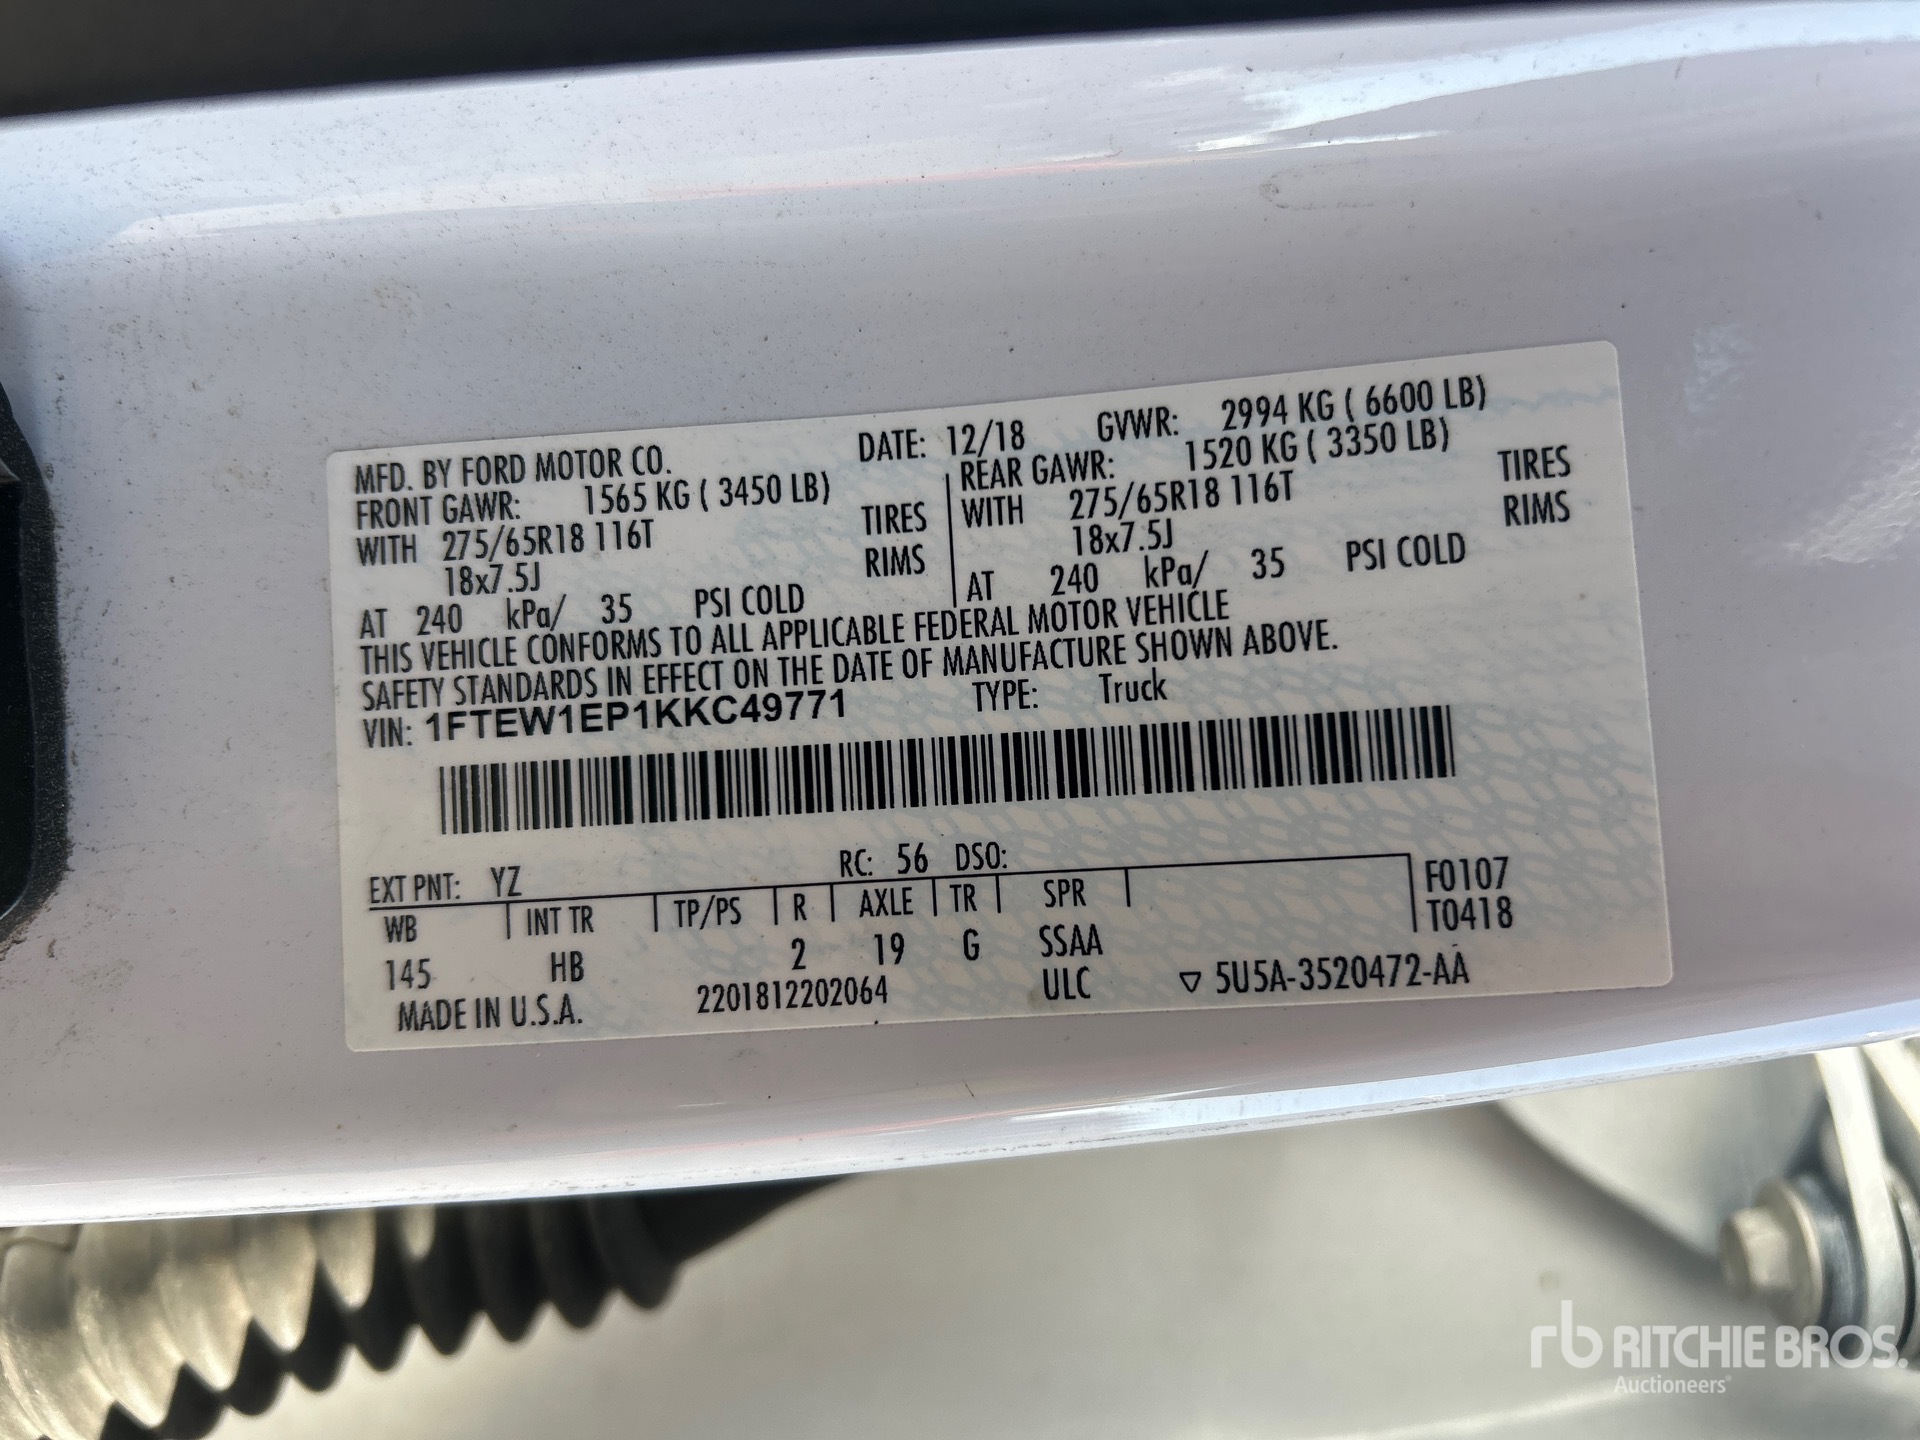 MFD. BY FORD MOTOR CO. DATE: 12/18 GVWR: 2994 KG ( 6600 LB)
FRONT GAWR: 1565 KG ( 3450 LB) REAR GAWR: 1520 KG ( 3350 LB)
WITH 275/65R18 116T TIRES WITH 275/65R18 116T TIRES
18x7.5J RIMS 18x7.5J RIMS
AT 240 kPa/ 35 PSI COLD AT 240 kPa/ 35 PSI COLD
THIS VEHICLE CONFORMS TO ALL APPLICABLE FEDERAL MOTOR VEHICLE
SAFETY STANDARDS IN EFFECT ON THE DATE OF MANUFACTURE SHOWN ABOVE.
VIN: 1FTEW1EP1KKC49771 TYPE: Truck
EXT PNT: YZ RC: 56 DSO:
WB INT TR TP/PS R AXLE TR SPR F0107
T0418
145 HB 2 19 G SSAA
MADE IN U.S.A. 2201812202064 ULC ▽ 5U5A-3520472-AA
rb RITCHIE BROS.
Auctioneers